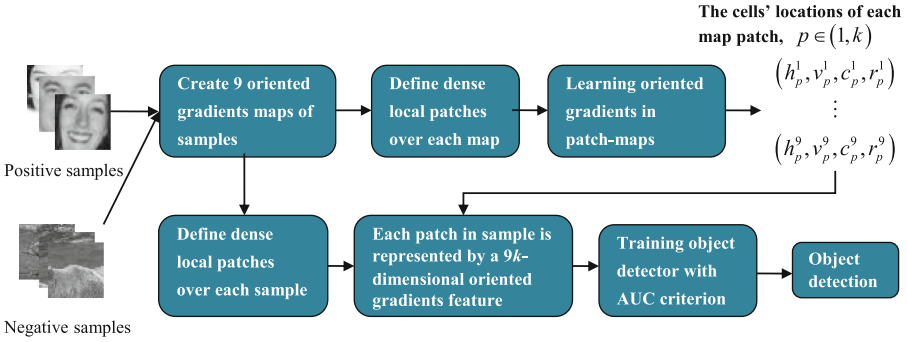 The cells' locations of each
map patch, p ∈ (1, k)
Create 9 oriented
gradients maps of
samples
Define dense
local patches
over each map
Learning oriented
gradients in
patch-maps
(h_p^1, v_p^1, c_p^1, r_p^1)
⋮
(h_p^9, v_p^9, c_p^9, r_p^9)
Positive samples
Define dense
local patches
over each sample
Each patch in sample is
represented by a 9k-
dimensional oriented
gradients feature
Training object
detector with
AUC criterion
Object
detection
Negative samples